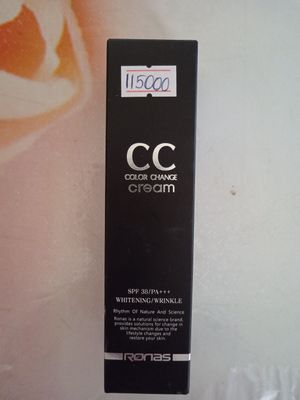 115000
CC
COLOR CHANGE
cream
SPF 38/PA+++
WHITENING/WRINKLE
Rhythm Of Nature And Science
Ronas is a natural science brand,
provides solutions for change in
skin mechanism due to the
lifestyle changes and
restore your skin.
RONAS